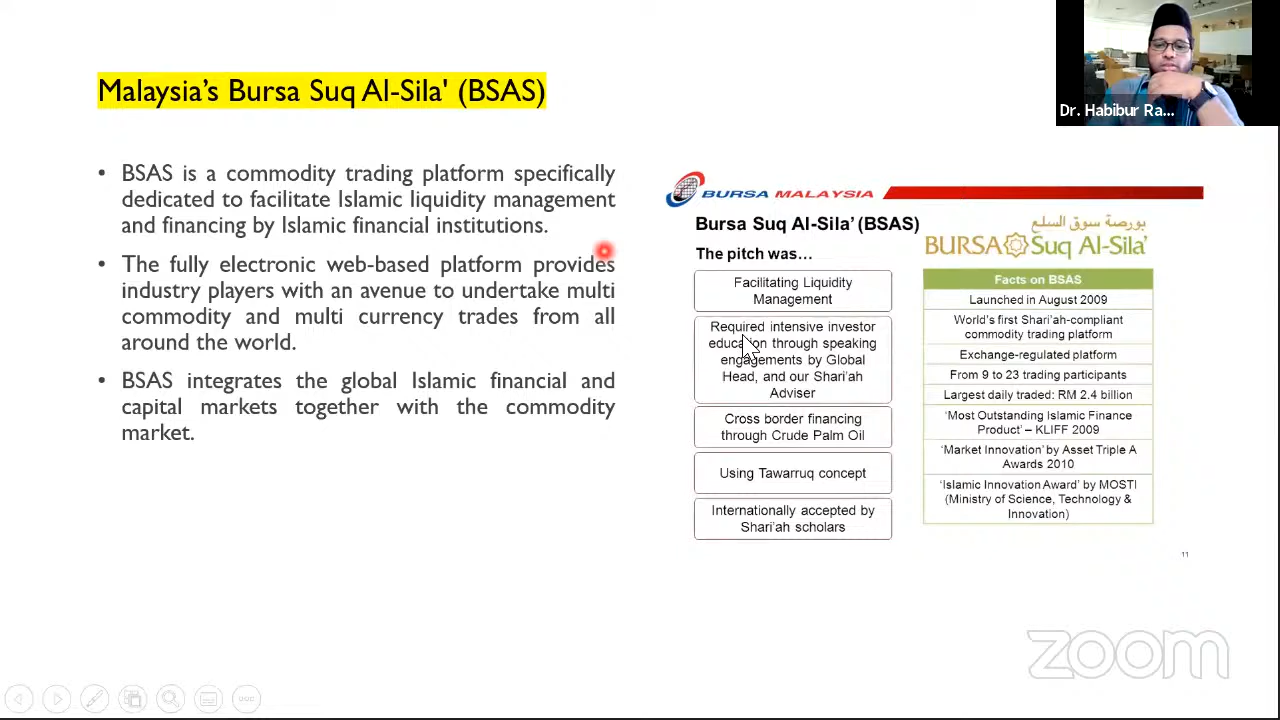 Malaysia's Bursa Suq Al-Sila' (BSAS)
Dr. Habibur Ra...
• BSAS is a commodity trading platform specifically
dedicated to facilitate Islamic liquidity management
and financing by Islamic financial institutions.
• The fully electronic web-based platform provides
industry players with an avenue to undertake multi
commodity and multi currency trades from all
around the world.
• BSAS integrates the global Islamic financial and
capital markets together with the commodity
market.
BURSA MALAYSIA
Bursa Suq Al-Sila' (BSAS)
The pitch was...
Facilitating Liquidity
Management
Required intensive investor
education through speaking
engagements by Global
Head, and our Shari'ah
Adviser
Cross border financing
through Crude Palm Oil
Using Tawarruq concept
Internationally accepted by
Shari'ah scholars
بورصة سوق السلع
BURSA Suq Al-Sila'
Facts on BSAS
Launched in August 2009
World's first Shari'ah-compliant
commodity trading platform
Exchange-regulated platform
From 9 to 23 trading participants
Largest daily traded: RM 2.4 billion
'Most Outstanding Islamic Finance
Product' – KLIFF 2009
'Market Innovation' by Asset Triple A
Awards 2010
'Islamic Innovation Award' by MOSTI
(Ministry of Science, Technology &
Innovation)
11
zoom